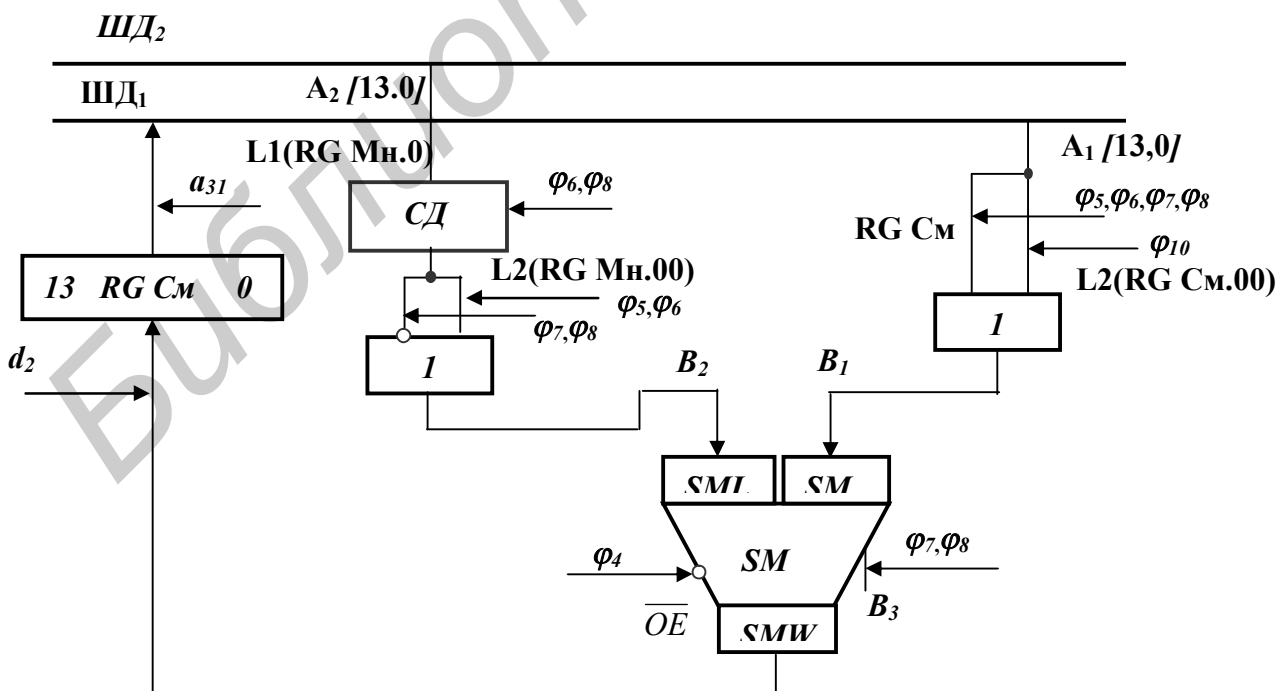 ШД₂
ШД₁
A₂ [13.0]
L1(RG Мн.0)
A₁ [13,0]
a₃₁
СД
φ₆,φ₈
φ₅,φ₆,φ₇,φ₈
RG См
φ₁₀
L2(RG Мн.00)
L2(RG См.00)
13 RG См 0
φ₅,φ₆
φ₇,φ₈
1
1
d₂
B₂
B₁
SM
φ₄
SM
φ₇,φ₈
B₃
OE
SMW
Библиот